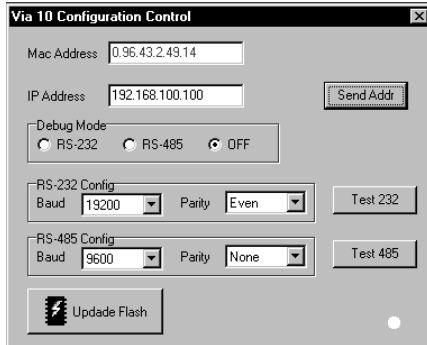 Via 10 Configuration Control
Mac Address 0.96.43.2.49.14
IP Address 192.168.100.100 Send Addr
Debug Mode
RS-232 RS-485 OFF
RS-232 Config
Baud 19200 Parity Even Test 232
RS-485 Config
Baud 9600 Parity None Test 485
Updade Flash